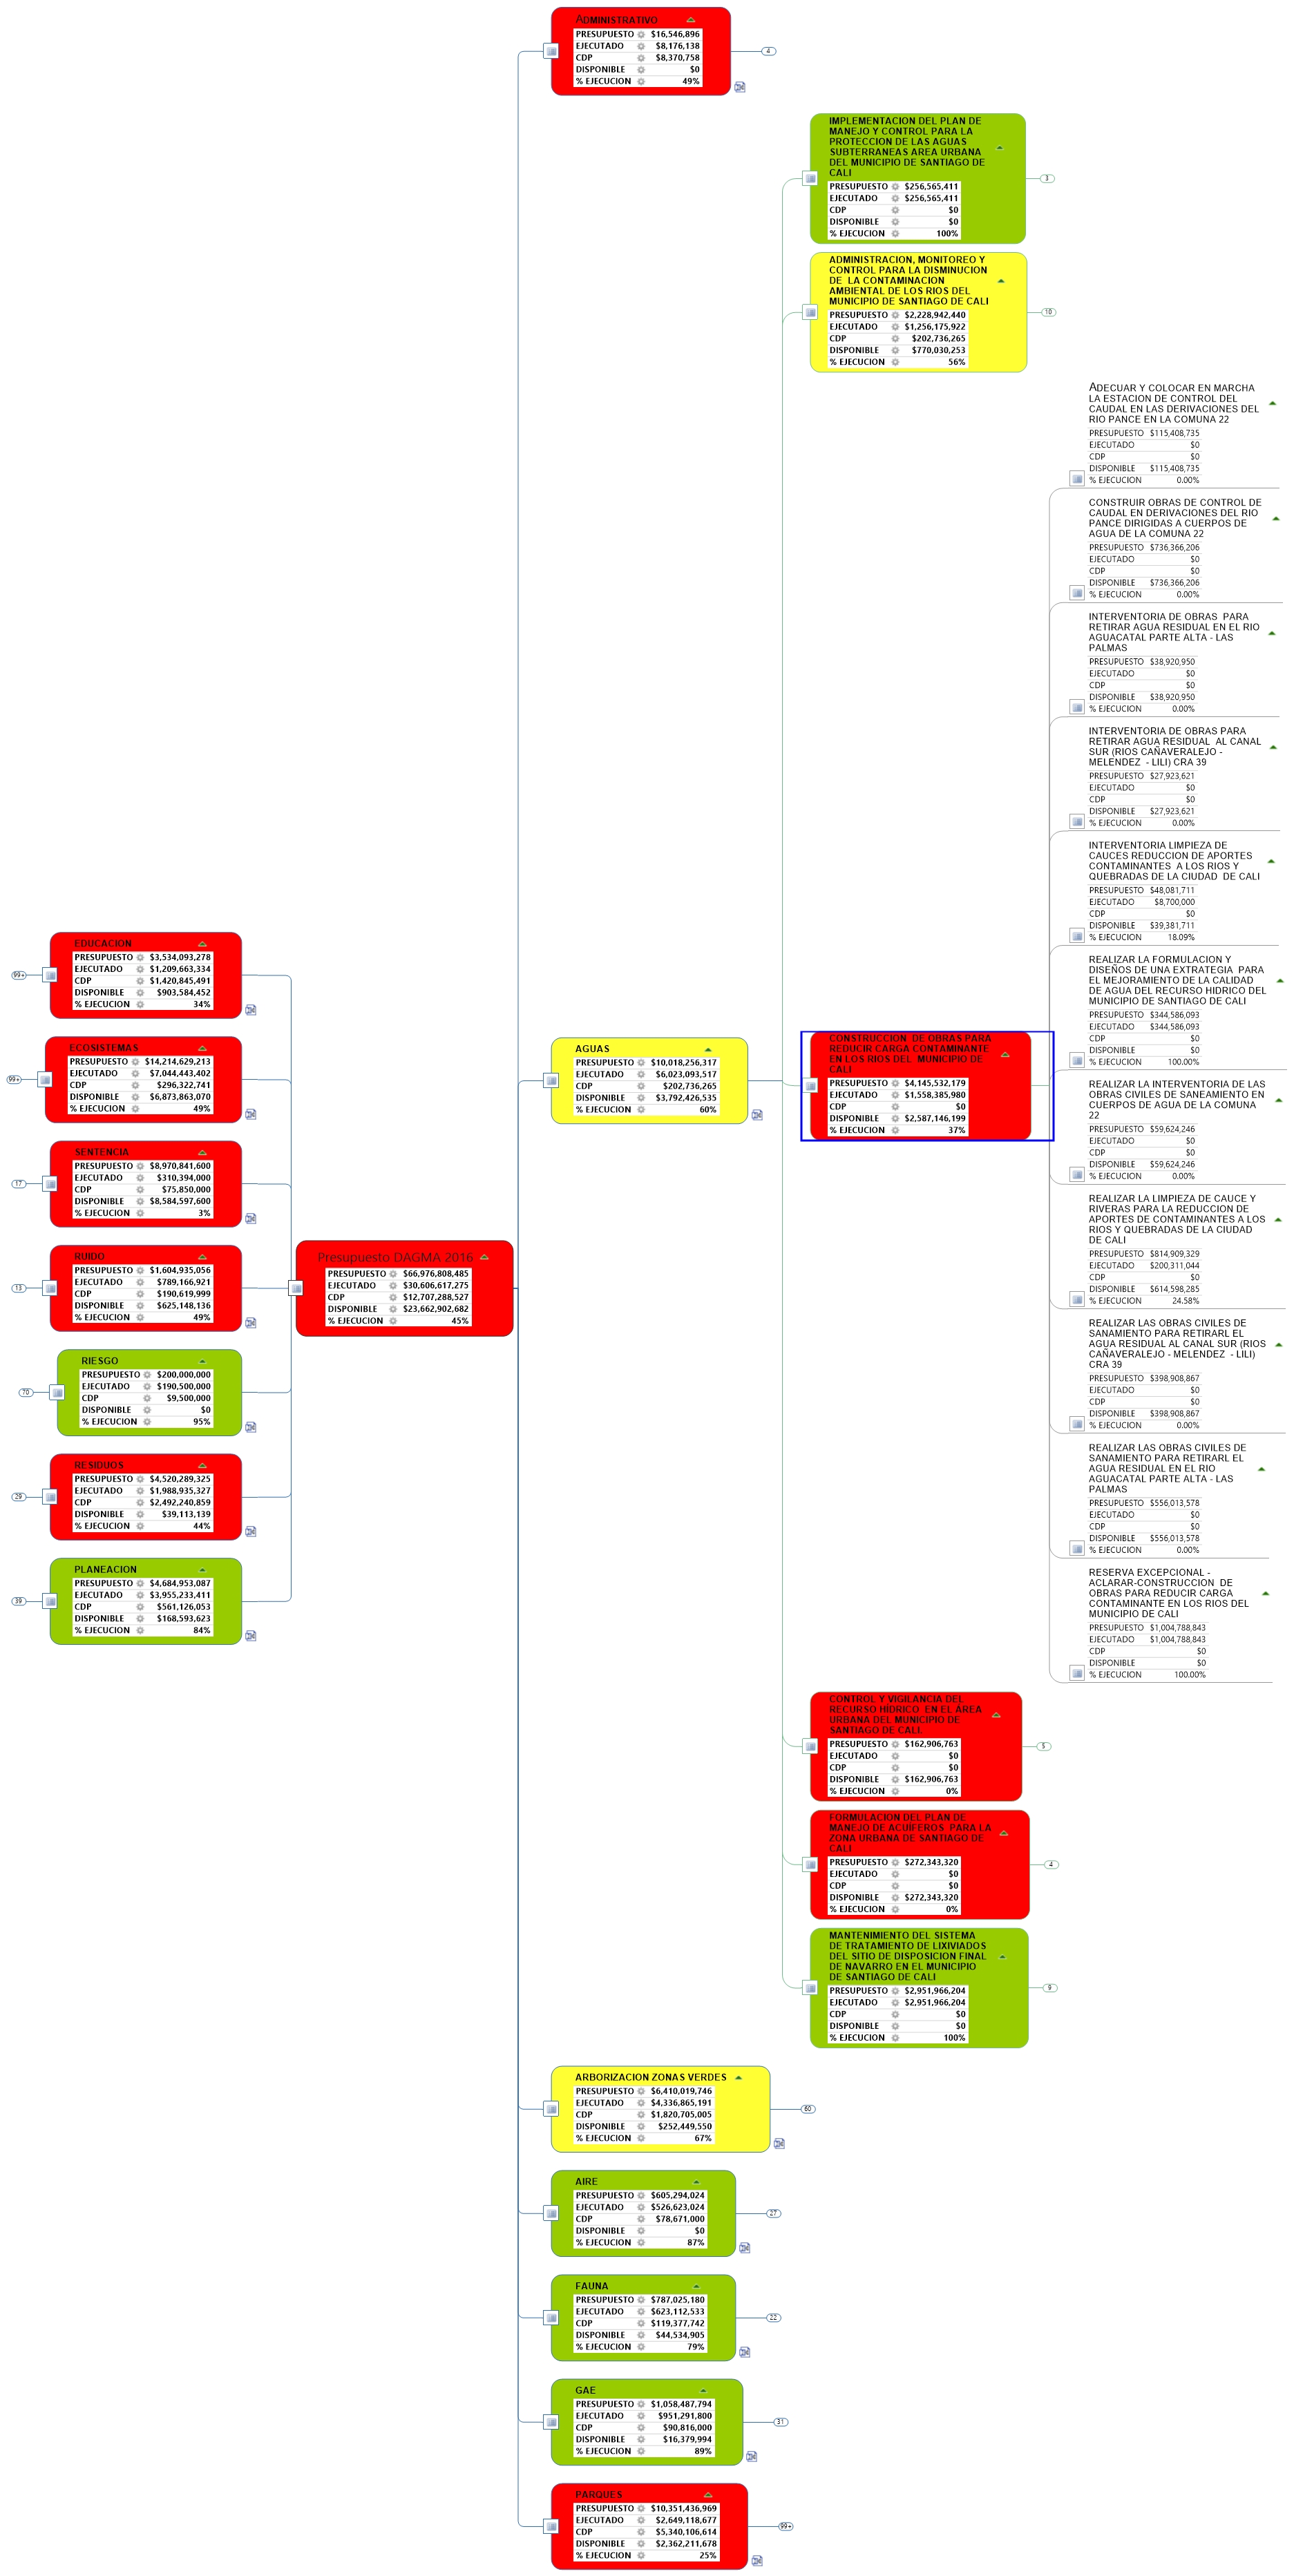 Presupuesto DAGMA 2016
PRESUPUESTO $66,976,808,485
EJECUTADO $30,606,617,275
CDP $12,707,288,527
DISPONIBLE $23,662,902,682
% EJECUCION 45%
ADMINISTRATIVO
PRESUPUESTO $16,546,896
EJECUTADO $8,176,138
CDP $8,370,758
DISPONIBLE $0
% EJECUCION 49%
4
AGUAS
PRESUPUESTO $10,018,256,317
EJECUTADO $6,023,093,517
CDP $202,736,265
DISPONIBLE $3,792,426,535
% EJECUCION 60%
IMPLEMENTACION DEL PLAN DE
MANEJO Y CONTROL PARA LA
PROTECCION DE LAS AGUAS
SUBTERRANEAS AREA URBANA
DEL MUNICIPIO DE SANTIAGO DE
CALI
PRESUPUESTO $256,565,411
EJECUTADO $256,565,411
CDP $0
DISPONIBLE $0
% EJECUCION 100%
3
ADMINISTRACION, MONITOREO Y
CONTROL PARA LA DISMINUCION
DE LA CONTAMINACION
AMBIENTAL DE LOS RIOS DEL
MUNICIPIO DE SANTIAGO DE CALI
PRESUPUESTO $2,228,942,440
EJECUTADO $1,256,175,922
CDP $202,736,265
DISPONIBLE $770,030,253
% EJECUCION 56%
10
CONSTRUCCION DE OBRAS PARA
REDUCIR CARGA CONTAMINANTE
EN LOS RIOS DEL MUNICIPIO DE
CALI
PRESUPUESTO $4,145,532,179
EJECUTADO $1,558,385,980
CDP $0
DISPONIBLE $2,587,146,199
% EJECUCION 37%
ADECUAR Y COLOCAR EN MARCHA
LA ESTACION DE CONTROL DEL
CAUDAL EN LAS DERIVACIONES DEL
RIO PANCE EN LA COMUNA 22
PRESUPUESTO $115,408,735
EJECUTADO $0
CDP $0
DISPONIBLE $115,408,735
% EJECUCION 0.00%
CONSTRUIR OBRAS DE CONTROL DE
CAUDAL EN DERIVACIONES DEL RIO
PANCE DIRIGIDAS A CUERPOS DE
AGUA DE LA COMUNA 22
PRESUPUESTO $736,366,206
EJECUTADO $0
CDP $0
DISPONIBLE $736,366,206
% EJECUCION 0.00%
INTERVENTORIA DE OBRAS PARA
RETIRAR AGUA RESIDUAL EN EL RIO
AGUACATAL PARTE ALTA - LAS
PALMAS
PRESUPUESTO $38,920,950
EJECUTADO $0
CDP $0
DISPONIBLE $38,920,950
% EJECUCION 0.00%
INTERVENTORIA DE OBRAS PARA
RETIRAR AGUA RESIDUAL AL CANAL
SUR (RIOS CAÑAVERALEJO -
MELENDEZ - LILI) CRA 39
PRESUPUESTO $27,923,621
EJECUTADO $0
CDP $0
DISPONIBLE $27,923,621
% EJECUCION 0.00%
INTERVENTORIA LIMPIEZA DE
CAUCES REDUCCION DE APORTES
CONTAMINANTES A LOS RIOS Y
QUEBRADAS DE LA CIUDAD DE CALI
PRESUPUESTO $48,081,711
EJECUTADO $8,700,000
CDP $0
DISPONIBLE $39,381,711
% EJECUCION 18.09%
REALIZAR LA FORMULACION Y
DISEÑOS DE UNA EXTRATEGIA PARA
EL MEJORAMIENTO DE LA CALIDAD
DE AGUA DEL RECURSO HIDRICO DEL
MUNICIPIO DE SANTIAGO DE CALI
PRESUPUESTO $344,586,093
EJECUTADO $344,586,093
CDP $0
DISPONIBLE $0
% EJECUCION 100.00%
REALIZAR LA INTERVENTORIA DE LAS
OBRAS CIVILES DE SANEAMIENTO EN
CUERPOS DE AGUA DE LA COMUNA
22
PRESUPUESTO $59,624,246
EJECUTADO $0
CDP $0
DISPONIBLE $59,624,246
% EJECUCION 0.00%
REALIZAR LA LIMPIEZA DE CAUCE Y
RIVERAS PARA LA REDUCCION DE
APORTES DE CONTAMINANTES A LOS
RIOS Y QUEBRADAS DE LA CIUDAD
DE CALI
PRESUPUESTO $814,909,329
EJECUTADO $200,311,044
CDP $0
DISPONIBLE $614,598,285
% EJECUCION 24.58%
REALIZAR LAS OBRAS CIVILES DE
SANAMIENTO PARA RETIRARL EL
AGUA RESIDUAL AL CANAL SUR (RIOS
CAÑAVERALEJO - MELENDEZ - LILI)
CRA 39
PRESUPUESTO $398,908,867
EJECUTADO $0
CDP $0
DISPONIBLE $398,908,867
% EJECUCION 0.00%
REALIZAR LAS OBRAS CIVILES DE
SANAMIENTO PARA RETIRARL EL
AGUA RESIDUAL EN EL RIO
AGUACATAL PARTE ALTA - LAS
PALMAS
PRESUPUESTO $556,013,578
EJECUTADO $0
CDP $0
DISPONIBLE $556,013,578
% EJECUCION 0.00%
RESERVA EXCEPCIONAL -
ACLARAR-CONSTRUCCION DE
OBRAS PARA REDUCIR CARGA
CONTAMINANTE EN LOS RIOS DEL
MUNICIPIO DE CALI
PRESUPUESTO $1,004,788,843
EJECUTADO $1,004,788,843
CDP $0
DISPONIBLE $0
% EJECUCION 100.00%
CONTROL Y VIGILANCIA DEL
RECURSO HÍDRICO EN EL ÁREA
URBANA DEL MUNICIPIO DE
SANTIAGO DE CALI.
PRESUPUESTO $162,906,763
EJECUTADO $0
CDP $0
DISPONIBLE $162,906,763
% EJECUCION 0%
5
FORMULACION DEL PLAN DE
MANEJO DE ACUÍFEROS PARA LA
ZONA URBANA DE SANTIAGO DE
CALI
PRESUPUESTO $272,343,320
EJECUTADO $0
CDP $0
DISPONIBLE $272,343,320
% EJECUCION 0%
4
MANTENIMIENTO DEL SISTEMA
DE TRATAMIENTO DE LIXIVIADOS
DEL SITIO DE DISPOSICION FINAL
DE NAVARRO EN EL MUNICIPIO
DE SANTIAGO DE CALI
PRESUPUESTO $2,951,966,204
EJECUTADO $2,951,966,204
CDP $0
DISPONIBLE $0
% EJECUCION 100%
9
ARBORIZACION ZONAS VERDES
PRESUPUESTO $6,410,019,746
EJECUTADO $4,336,865,191
CDP $1,820,705,005
DISPONIBLE $252,449,550
% EJECUCION 67%
60
AIRE
PRESUPUESTO $605,294,024
EJECUTADO $526,623,024
CDP $78,671,000
DISPONIBLE $0
% EJECUCION 87%
27
FAUNA
PRESUPUESTO $787,025,180
EJECUTADO $623,112,533
CDP $119,377,742
DISPONIBLE $44,534,905
% EJECUCION 79%
22
GAE
PRESUPUESTO $1,058,487,794
EJECUTADO $951,291,800
CDP $90,816,000
DISPONIBLE $16,379,994
% EJECUCION 89%
31
PARQUES
PRESUPUESTO $10,351,436,969
EJECUTADO $2,649,118,677
CDP $5,340,106,614
DISPONIBLE $2,362,211,678
% EJECUCION 25%
99+
EDUCACION
PRESUPUESTO $3,534,093,278
EJECUTADO $1,209,663,334
CDP $1,420,845,491
DISPONIBLE $903,584,452
% EJECUCION 34%
99+
ECOSISTEMAS
PRESUPUESTO $14,214,629,213
EJECUTADO $7,044,443,402
CDP $296,322,741
DISPONIBLE $6,873,863,070
% EJECUCION 49%
99+
SENTENCIA
PRESUPUESTO $8,970,841,600
EJECUTADO $310,394,000
CDP $75,850,000
DISPONIBLE $8,584,597,600
% EJECUCION 3%
17
RUIDO
PRESUPUESTO $1,604,935,056
EJECUTADO $789,166,921
CDP $190,619,999
DISPONIBLE $625,148,136
% EJECUCION 49%
13
RIESGO
PRESUPUESTO $200,000,000
EJECUTADO $190,500,000
CDP $9,500,000
DISPONIBLE $0
% EJECUCION 95%
70
RESIDUOS
PRESUPUESTO $4,520,289,325
EJECUTADO $1,988,935,327
CDP $2,492,240,859
DISPONIBLE $39,113,139
% EJECUCION 44%
29
PLANEACION
PRESUPUESTO $4,684,953,087
EJECUTADO $3,955,233,411
CDP $561,126,053
DISPONIBLE $168,593,623
% EJECUCION 84%
39